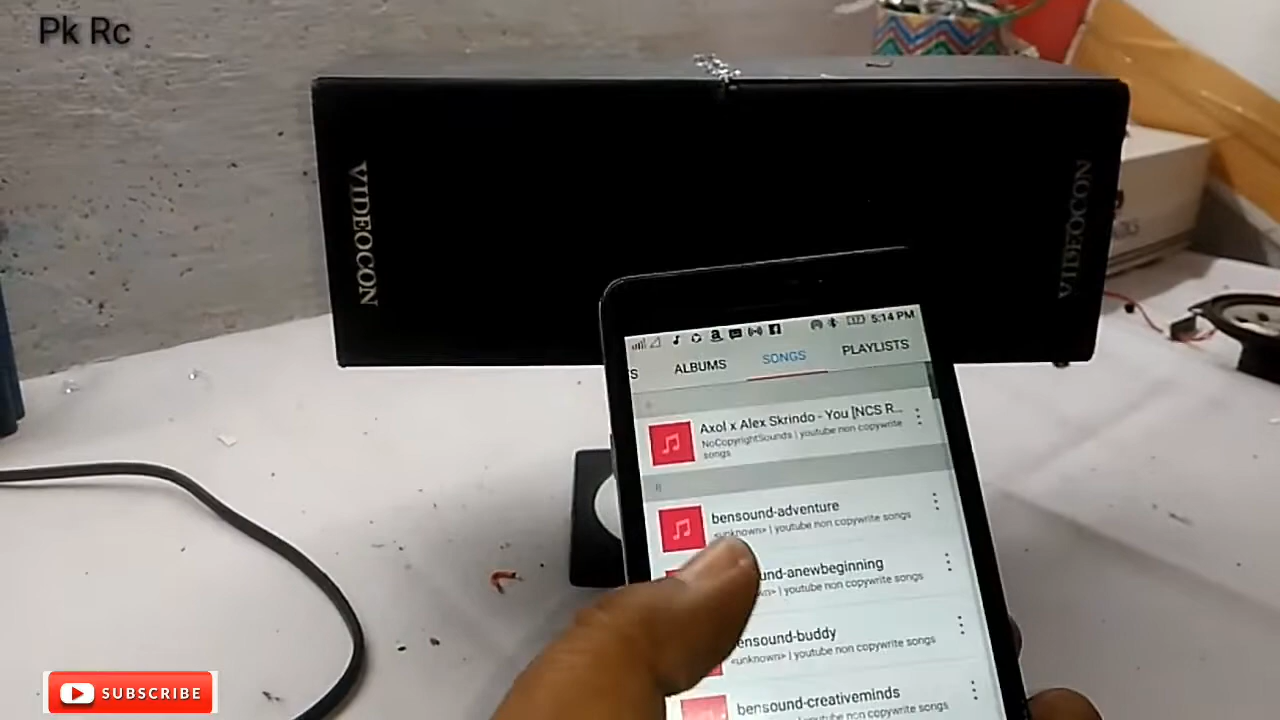 Pk Rc
VIDEOCON
VIDEOCON
5:14 PM
ALBUMS
SONGS
PLAYLISTS
Axol x Alex Skrindo - You [NCS R...
NoCopyrightSounds | youtube non copywrite
songs
B
bensound-adventure
<unknown> | youtube non copywrite songs
und-anewbeginning
| youtube non copywrite songs
ensound-buddy
<unknown> | youtube non copywrite songs
bensound-creativeminds
<unknown> | youtube non copywrite songs
SUBSCRIBE